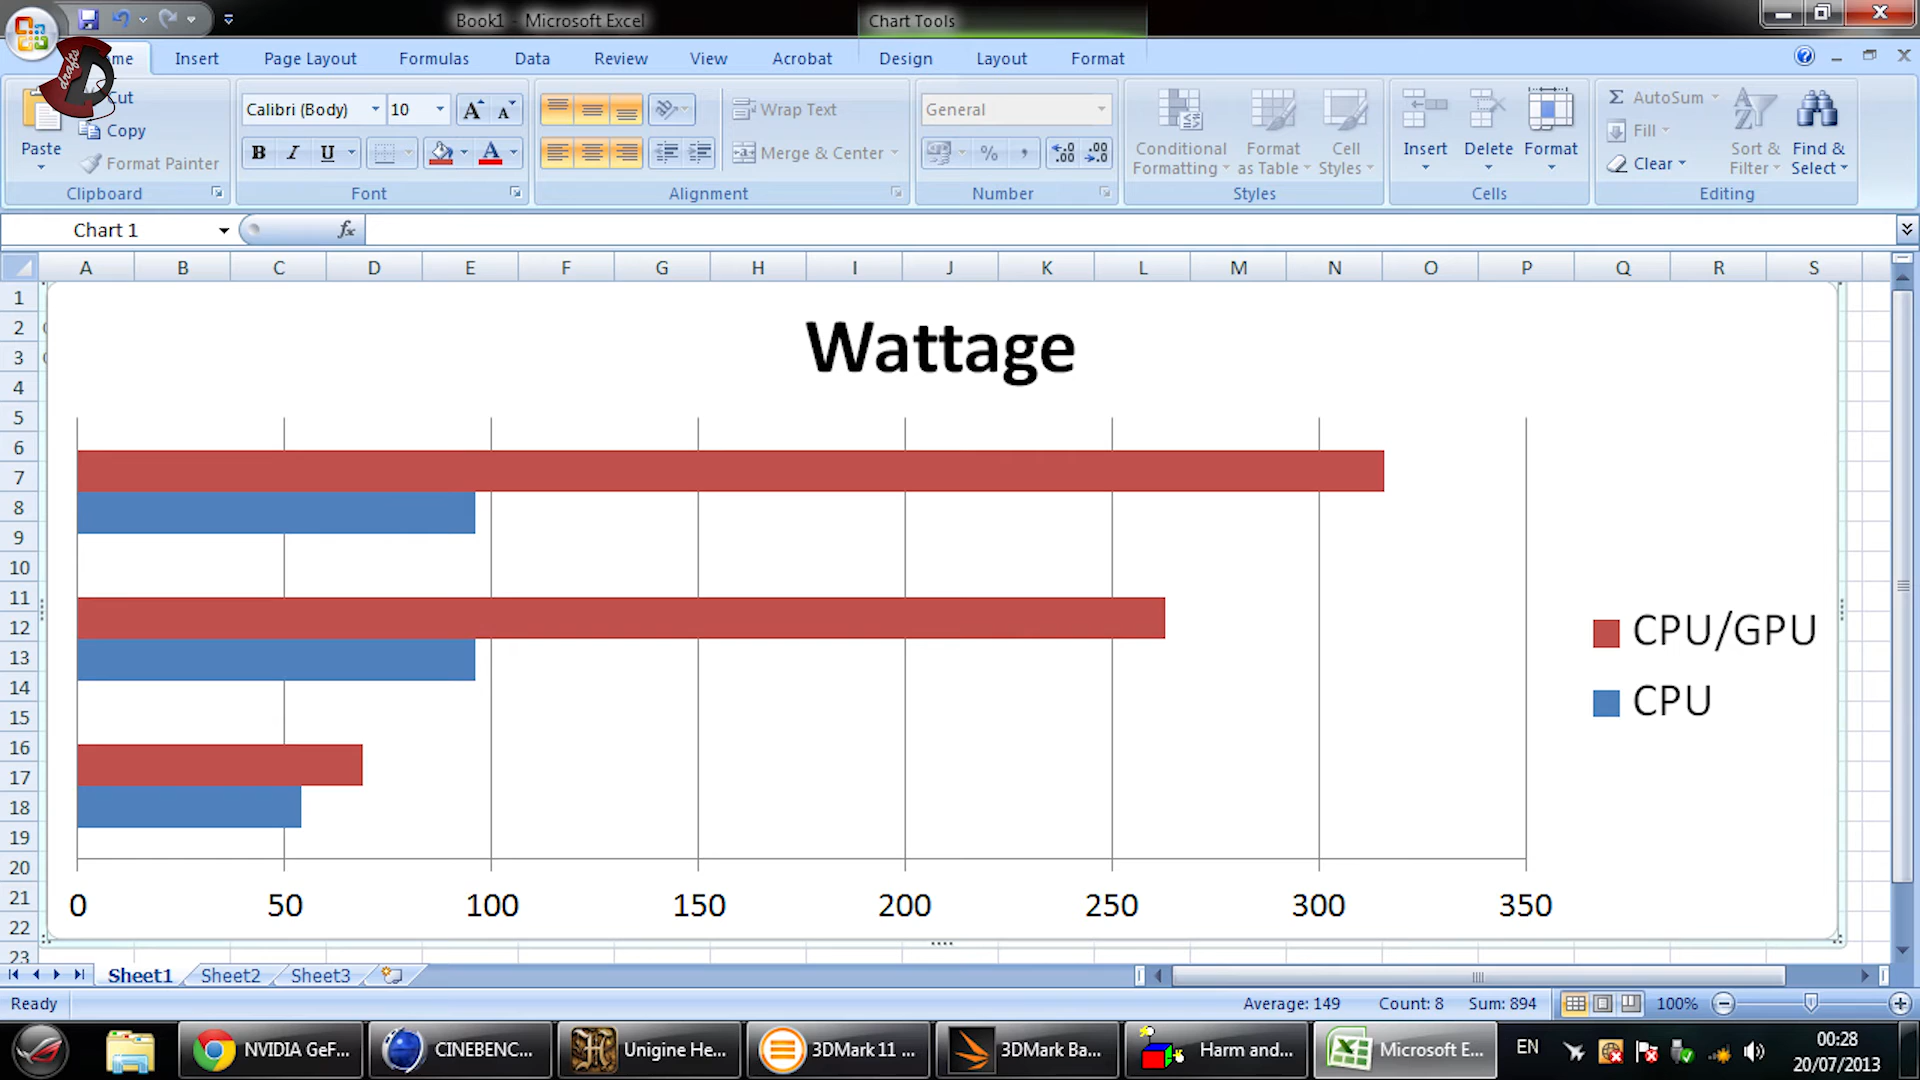 Book1 - Microsoft Excel
Chart Tools
Insert Page Layout Formulas Data Review View Acrobat Design Layout Format
drafts
Cut
Copy
Format Painter
Paste
Clipboard
Calibri (Body) 10
B I U
Font
Wrap Text
Merge & Center
Alignment
General
Number
Conditional Formatting
Format as Table
Cell Styles
Styles
Insert Delete Format
Cells
Σ AutoSum
Fill
Clear
Sort & Filter
Find & Select
Editing
Chart 1
fx
A B C D E F G H I J K L M N O P Q R S
1
2
3
4
5
6
7
8
9
10
11
12
13
14
15
16
17
18
19
20
21
22
23
Wattage
CPU/GPU
CPU
0 50 100 150 200 250 300 350
Sheet1 Sheet2 Sheet3
Ready
Average: 149 Count: 8 Sum: 894
100%
NVIDIA GeF...
CINEBENC...
Unigine He...
3DMark 11 ...
3DMark Ba...
Harm and...
Microsoft E...
EN
00:28
20/07/2013